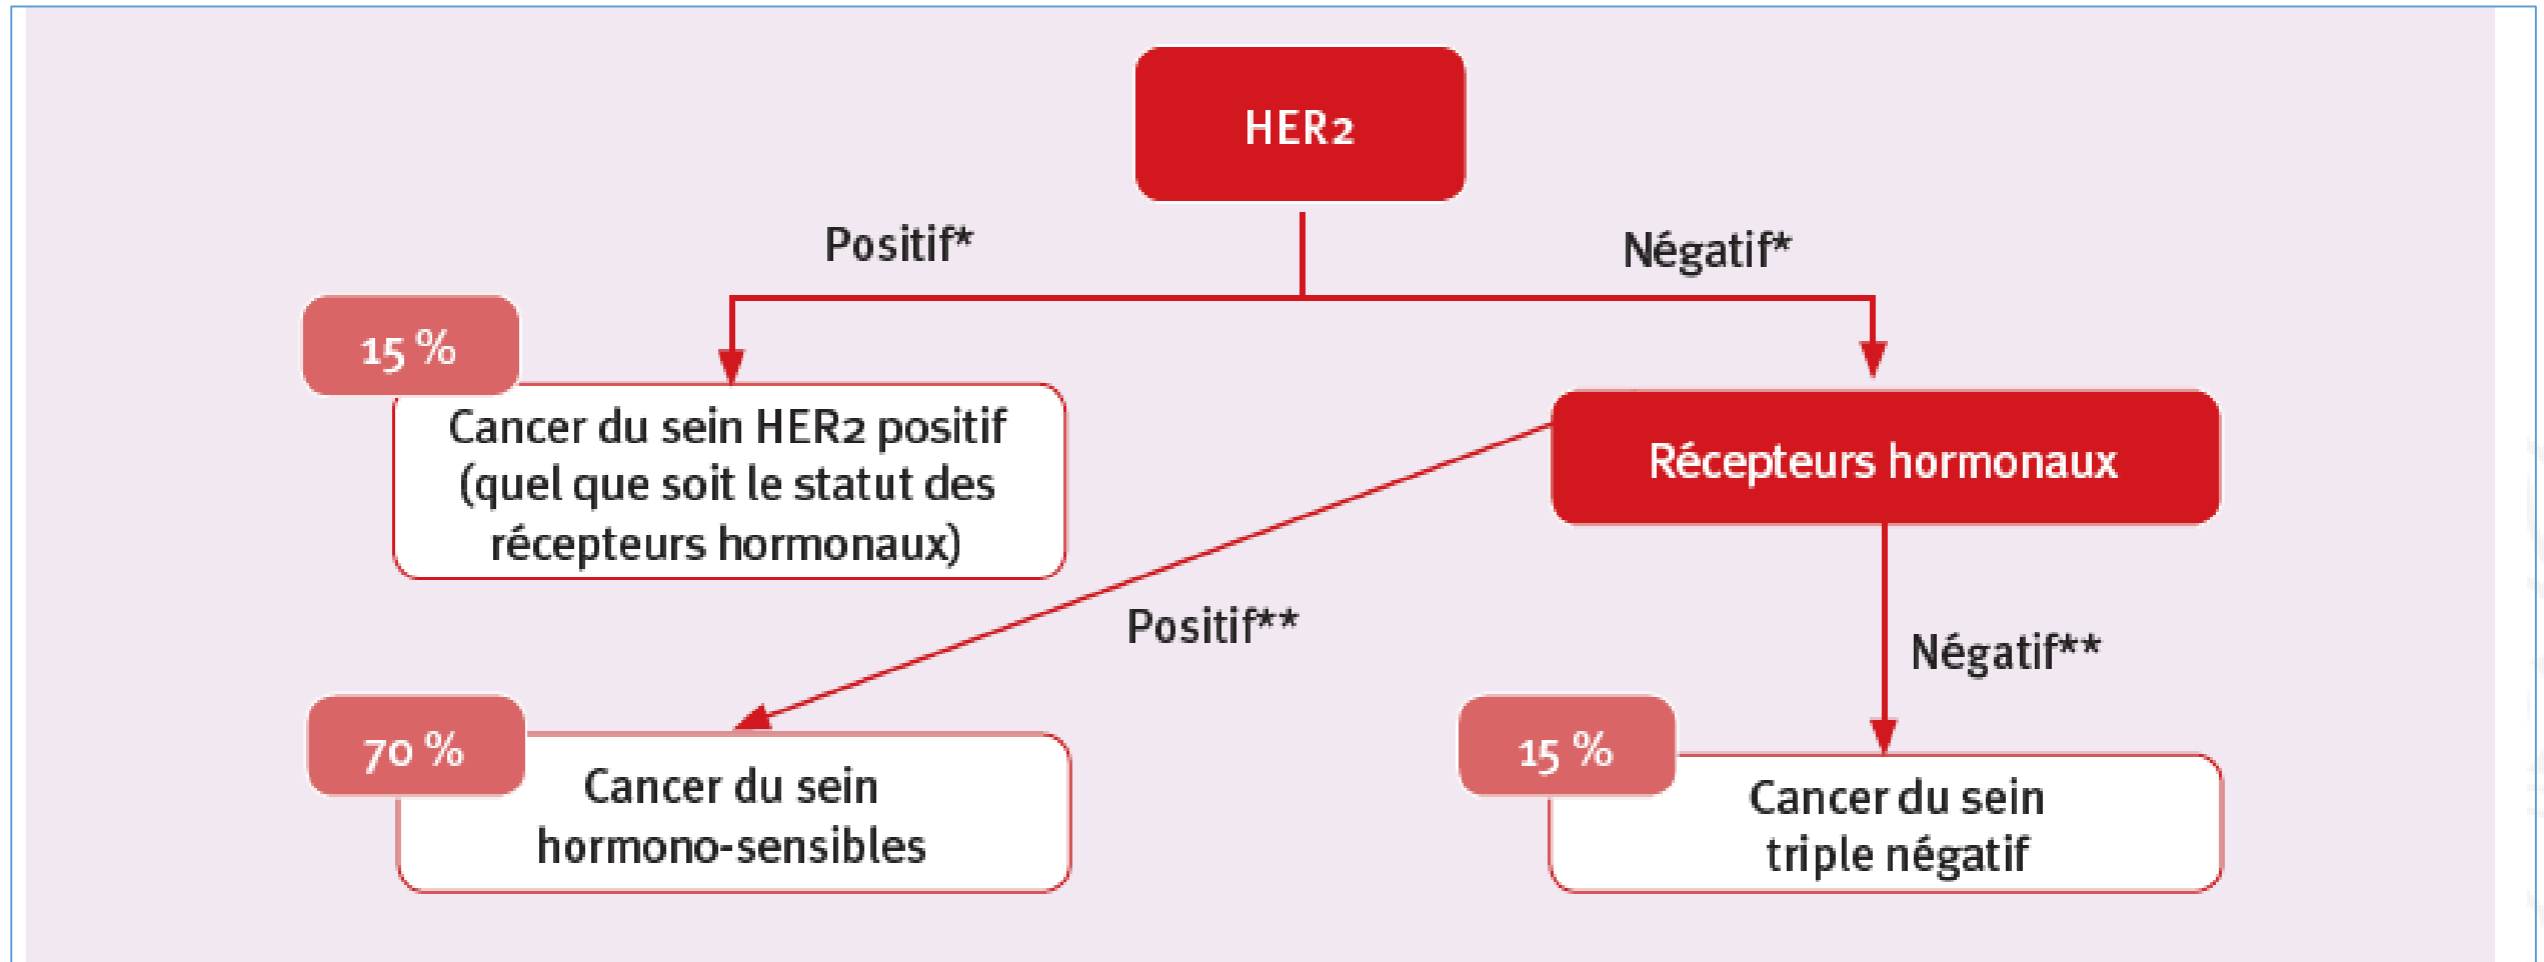 HER2
Positif*
Négatif*
15 %
Cancer du sein HER2 positif
(quel que soit le statut des
récepteurs hormonaux)
Récepteurs hormonaux
Positif**
Négatif**
70 %
Cancer du sein
hormono-sensibles
15 %
Cancer du sein
triple négatif